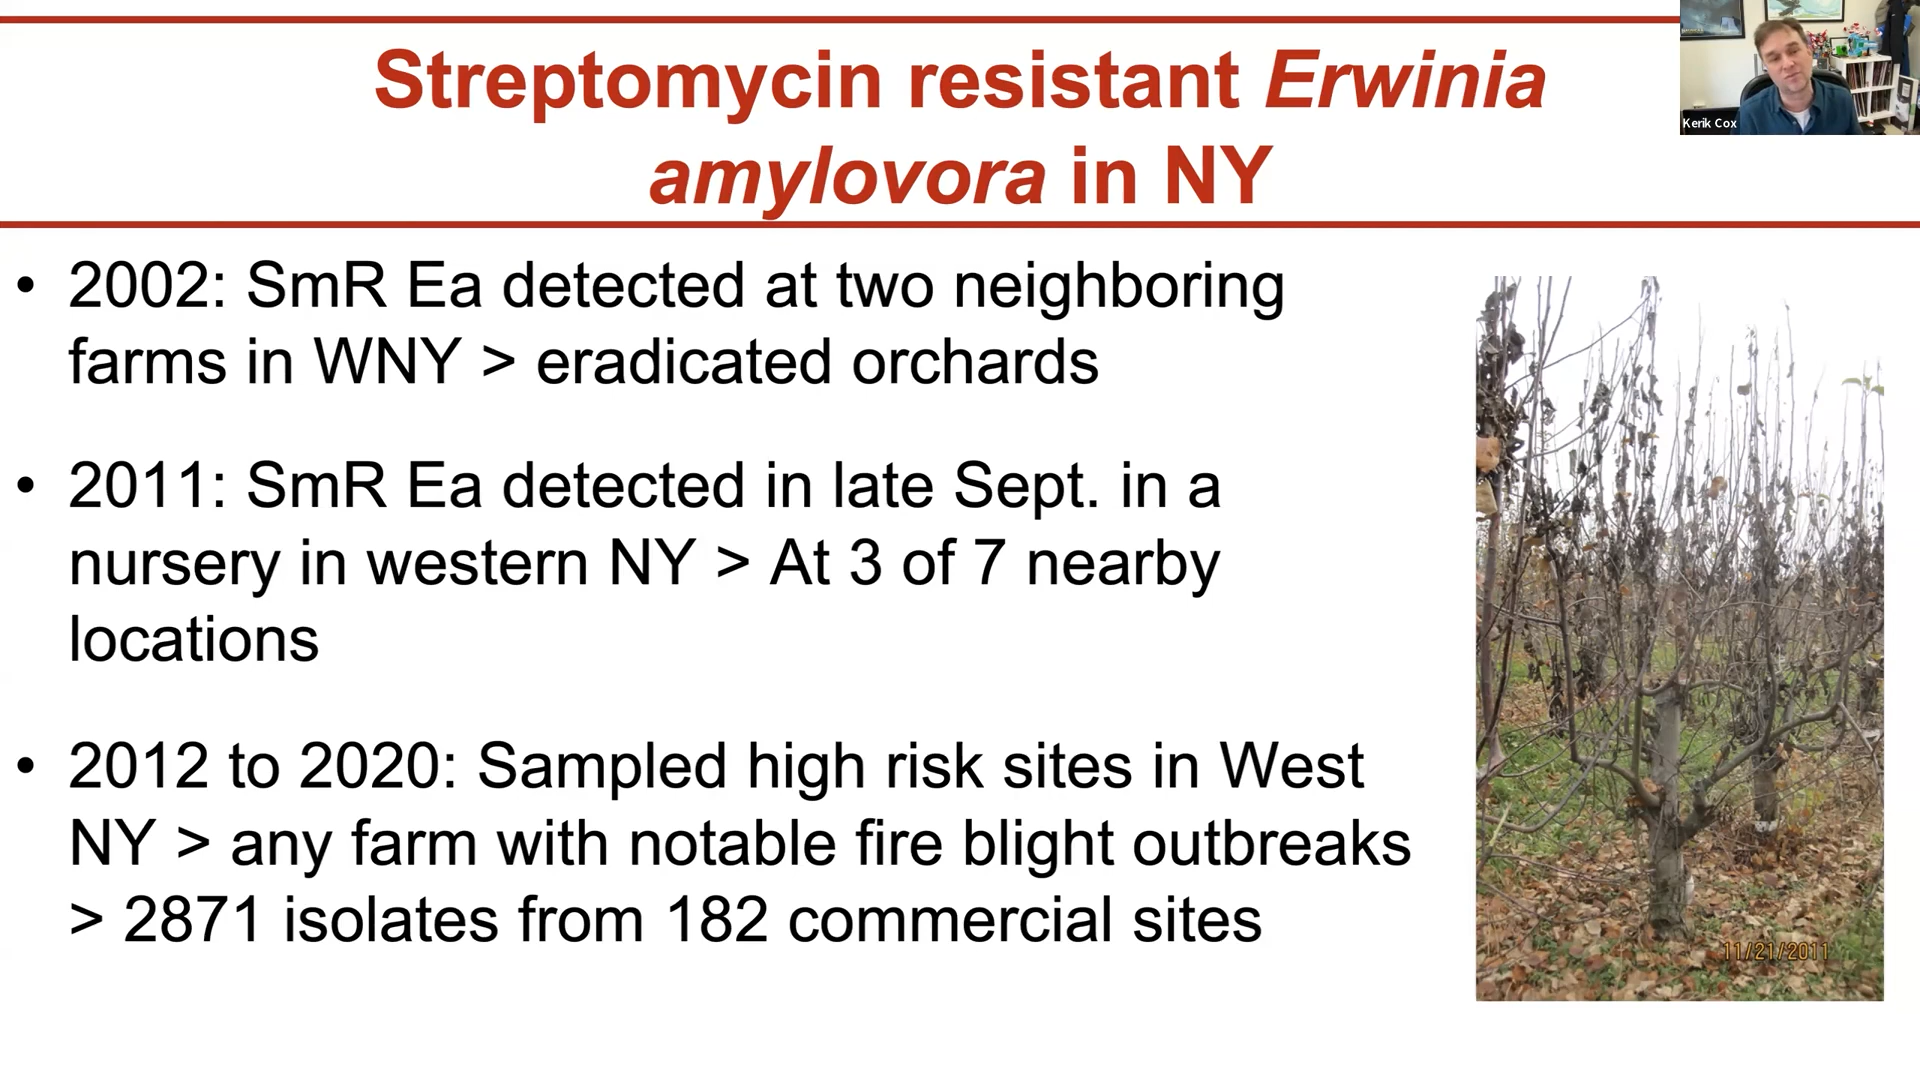 Streptomycin resistant Erwinia
amylovora in NY
Kerik Cox
• 2002: SmR Ea detected at two neighboring
farms in WNY > eradicated orchards
• 2011: SmR Ea detected in late Sept. in a
nursery in western NY > At 3 of 7 nearby
locations
• 2012 to 2020: Sampled high risk sites in West
NY > any farm with notable fire blight outbreaks
> 2871 isolates from 182 commercial sites
11/21/2011